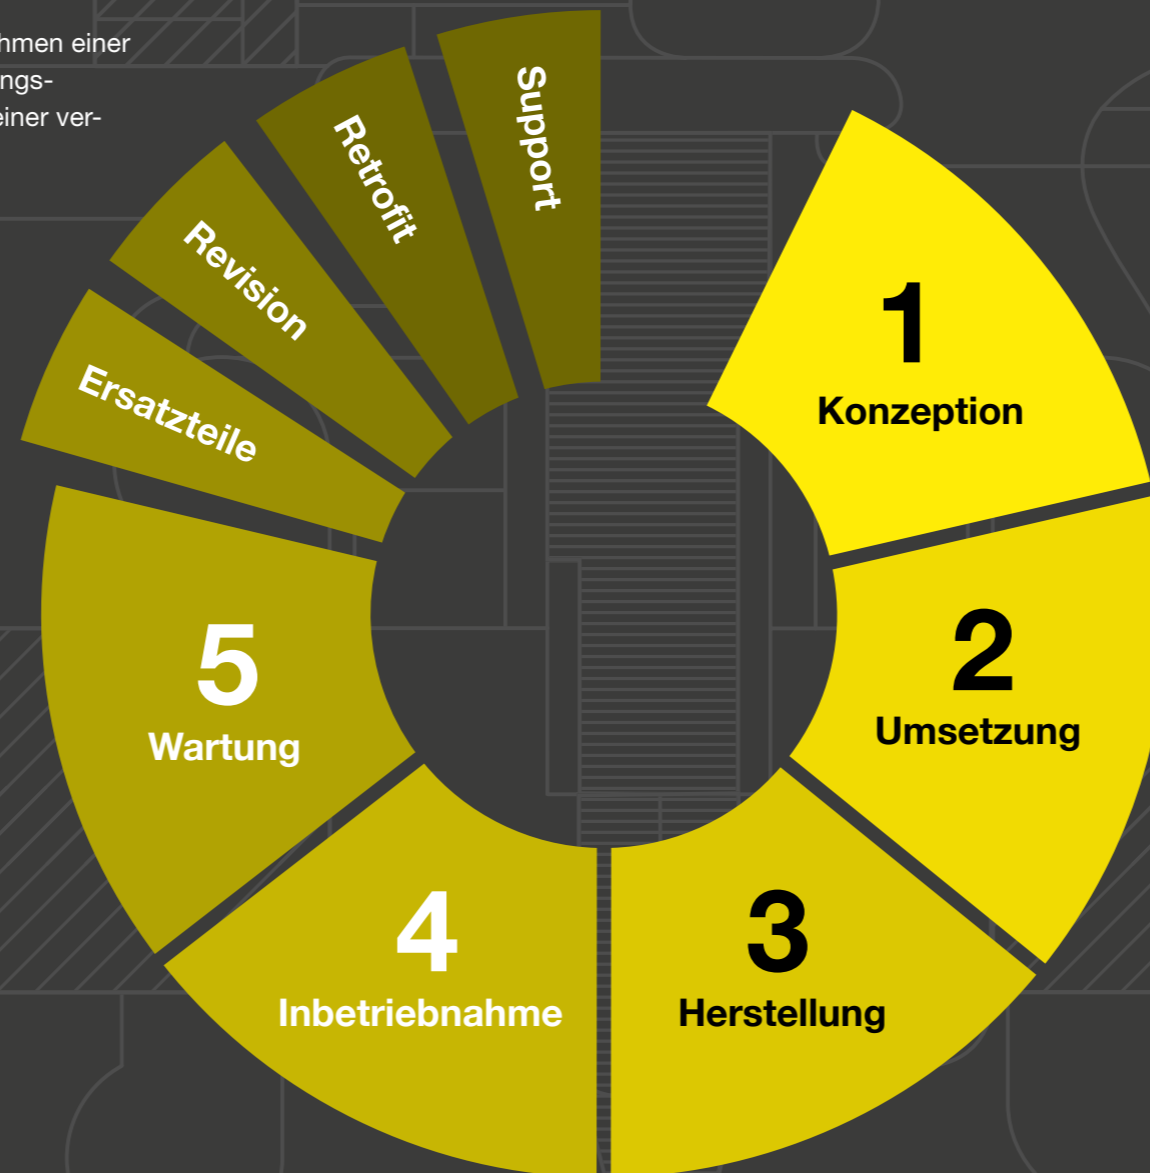 hmen einer
ngs-
einer ver-
1
Konzeption
2
Umsetzung
3
Herstellung
4
Inbetriebnahme
5
Wartung
Ersatzteile
Revision
Retrofit
Support